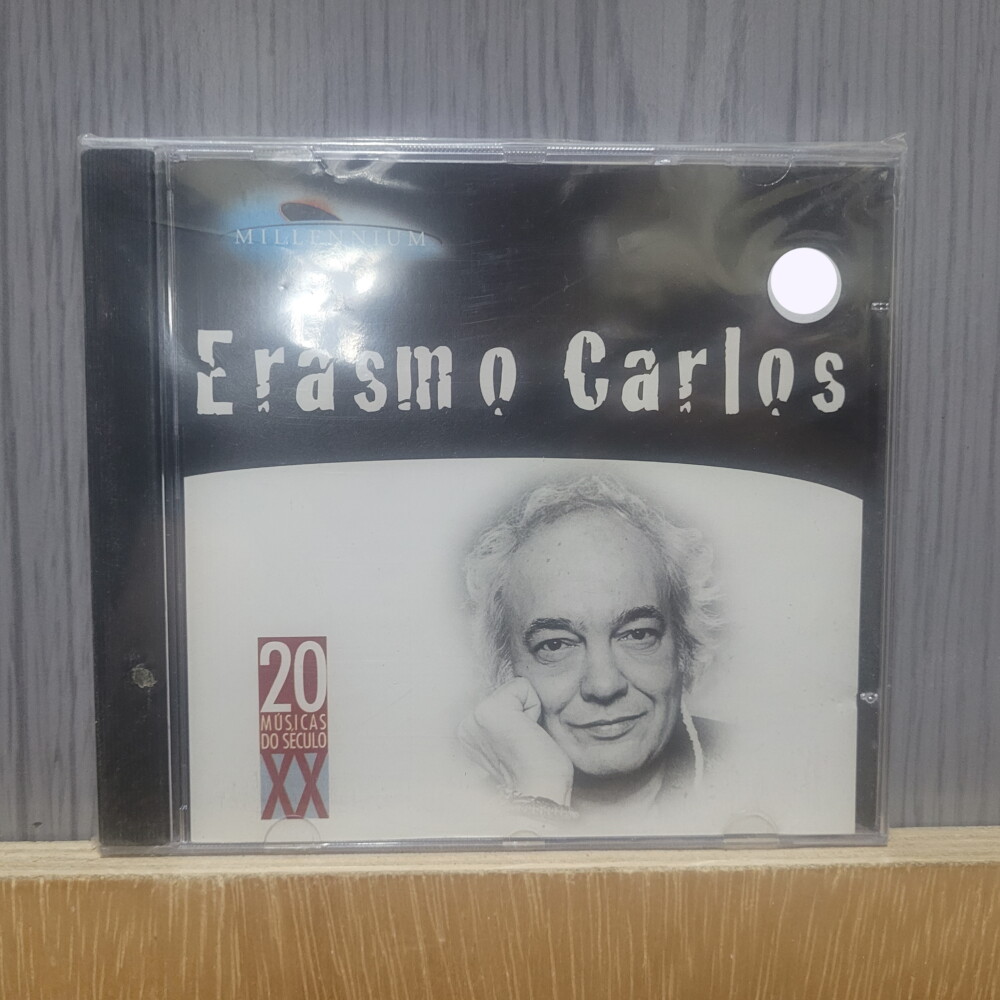 MILLENNIUM
Erasmo Carlos
20
MÚSICAS
DO SÉCULO
XX